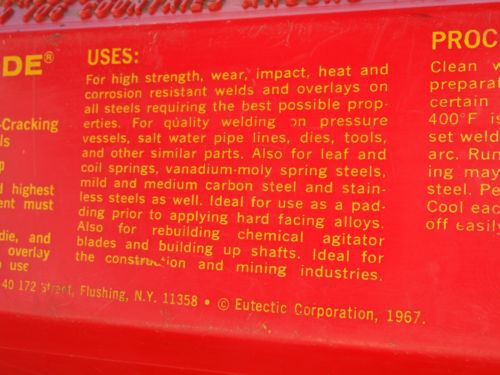 106 COUNTRIES
DE®
-Cracking
ls
p
d highest
ent must
die, and
overlay
o use
USES:
For high strength, wear, impact, heat and
corrosion resistant welds and overlays on
all steels requiring the best possible prop-
erties. For quality welding on pressure
vessels, salt water pipe lines, dies, tools,
and other similar parts. Also for leaf and
coil springs, vanadium-moly spring steels,
mild and medium carbon steel and stain-
less steels as well. Ideal for use as a pad-
ding prior to applying hard facing alloys.
Also for rebuilding chemical agitator
blades and building up shafts. Ideal for
the construction and mining industries.
PROC
Clean w
preparat
certain
400°F is
set weld
arc. Run
ing may
steel. Pe
Cool eac
off easily
40 172 Street, Flushing, N.Y. 11358 • © Eutectic Corporation, 1967.